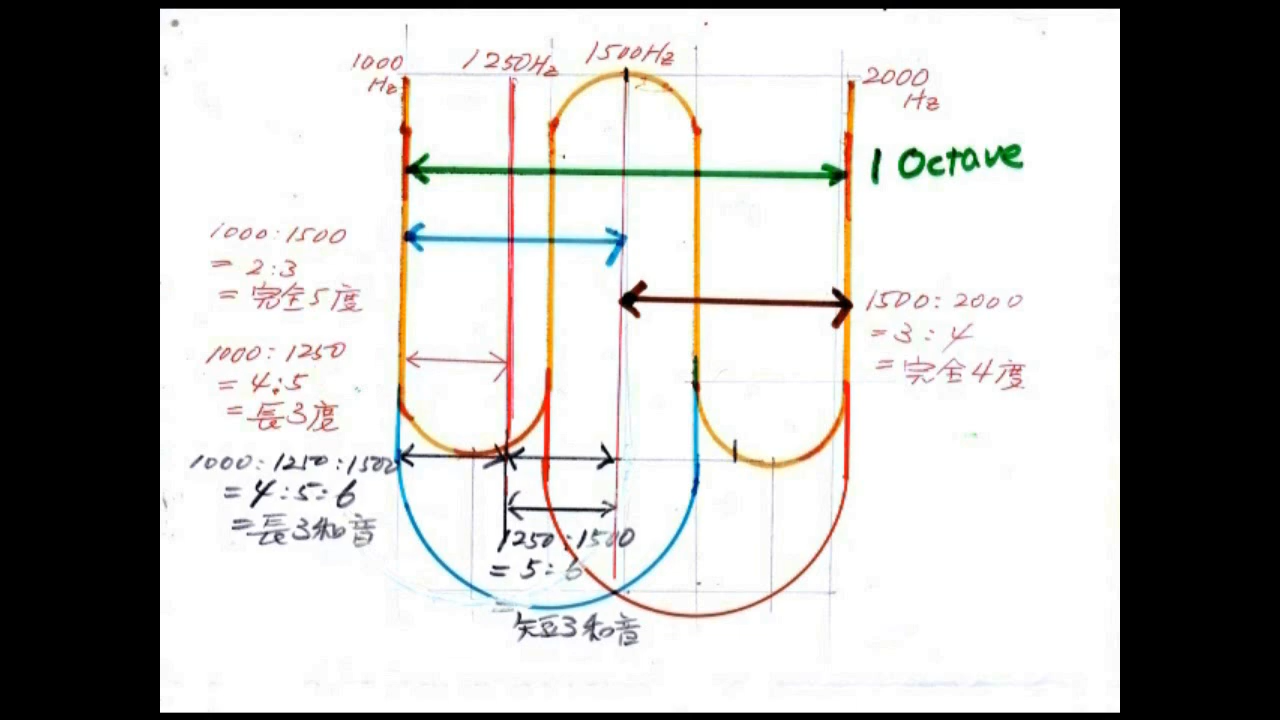 1000 Hz
1250Hz
1500Hz
2000 Hz
1 Octave
1000:1500
= 2:3
= 完全5度
1500:2000
= 3:4
= 完全4度
1000:1250
= 4:5
= 長3度
1000:1250:1500
= 4:5:6
= 長3和音
1250:1500
= 5:6
= 短3和音